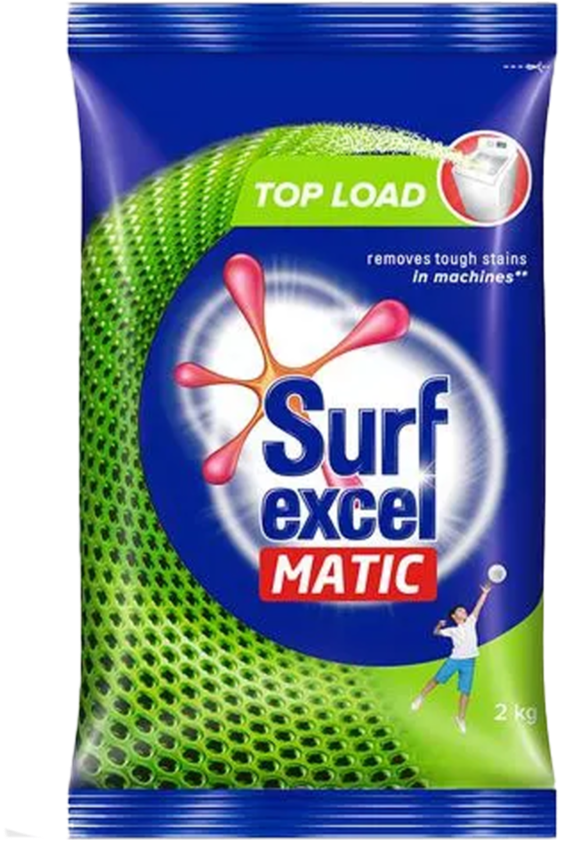 TOP LOAD
removes tough stains
in machines**
Surf
excel
MATIC
2 kg